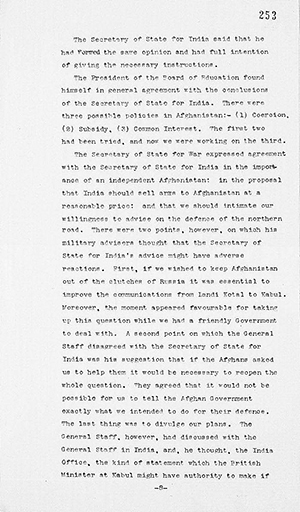 253
The Secretary of State for India said that he
had formed the same opinion and had full intention
of giving the necessary instructions.
The President of the Board of Education found
himself in general agreement with the conclusions
of the Secretary of State for India. There were
three possible policies in Afghanistan:- (1) Coercion,
(2) Subsidy, (3) Common Interest. The first two
had been tried, and now we were working on the third.
The Secretary of State for War expressed agreement
with the Secretary of State for India in the import-
ance of an independent Afghanistan: in the proposal
that India should sell arms to Afghanistan at a
reasonable price: and that we should intimate our
willingness to advise on the defence of the northern
road. There were two points, however, on which his
military advisers thought that the Secretary of
State for India's advice might have adverse
reactions. First, if we wished to keep Afghanistan
out of the clutches of Russia it was essential to
improve the communications from Landi Kotal to Kabul.
Moreover, the moment appeared favourable for taking
up this question while we had a friendly Government
to deal with. A second point on which the General
Staff disagreed with the Secretary of State for
India was his suggestion that if the Afghans asked
us to help them it would be necessary to reopen the
whole question. They agreed that it would not be
possible for us to tell the Afghan Government
exactly what we intended to do for their defence.
The last thing was to divulge our plans. The
General Staff, however, had discussed with the
General Staff in India, and, he thought, the India
Office, the kind of statement which the British
Minister at Kabul might have authority to make if
-8-